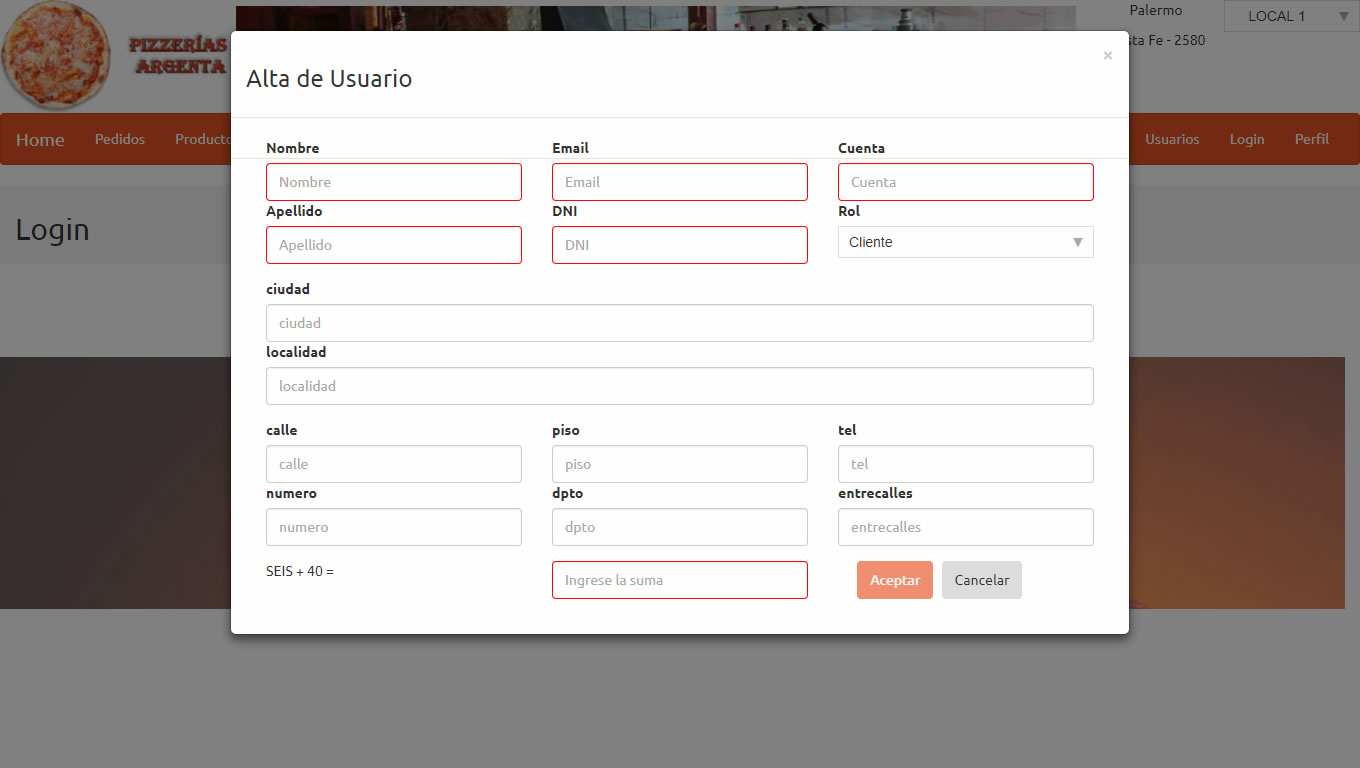 Palermo
LOCAL 1
PIZZERÍAS
ARGENTA
sta Fe - 2580
×
Alta de Usuario
Home Pedidos Usuarios Login Perfil
Nombre Email Cuenta
Nombre Email Cuenta
Apellido DNI Rol
Apellido DNI Cliente
Login
ciudad
ciudad
localidad
localidad
calle piso tel
calle piso tel
numero dpto entrecalles
numero dpto entrecalles
SEIS + 40 = Ingrese la suma Aceptar Cancelar